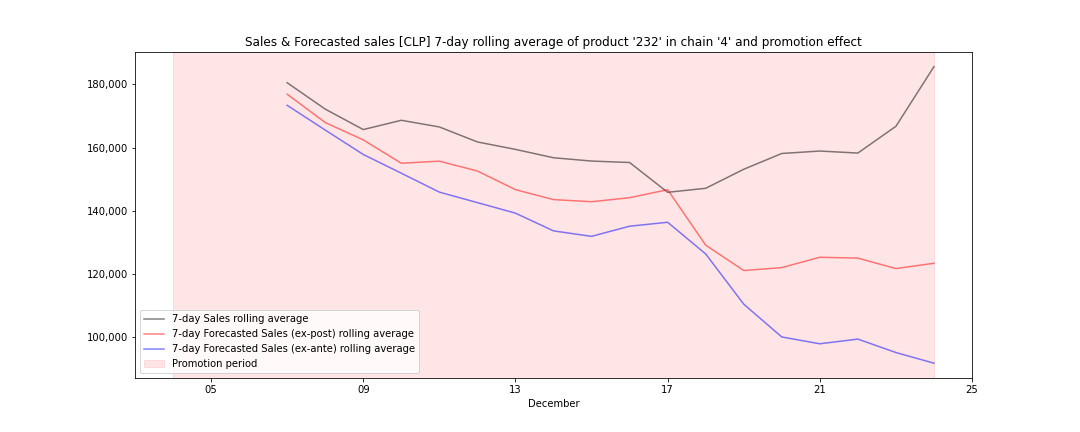 Sales & Forecasted sales [CLP] 7-day rolling average of product '232' in chain '4' and promotion effect
180,000
160,000
140,000
120,000
100,000
7-day Sales rolling average
7-day Forecasted Sales (ex-post) rolling average
7-day Forecasted Sales (ex-ante) rolling average
Promotion period
05 09 13 17 21 25
December